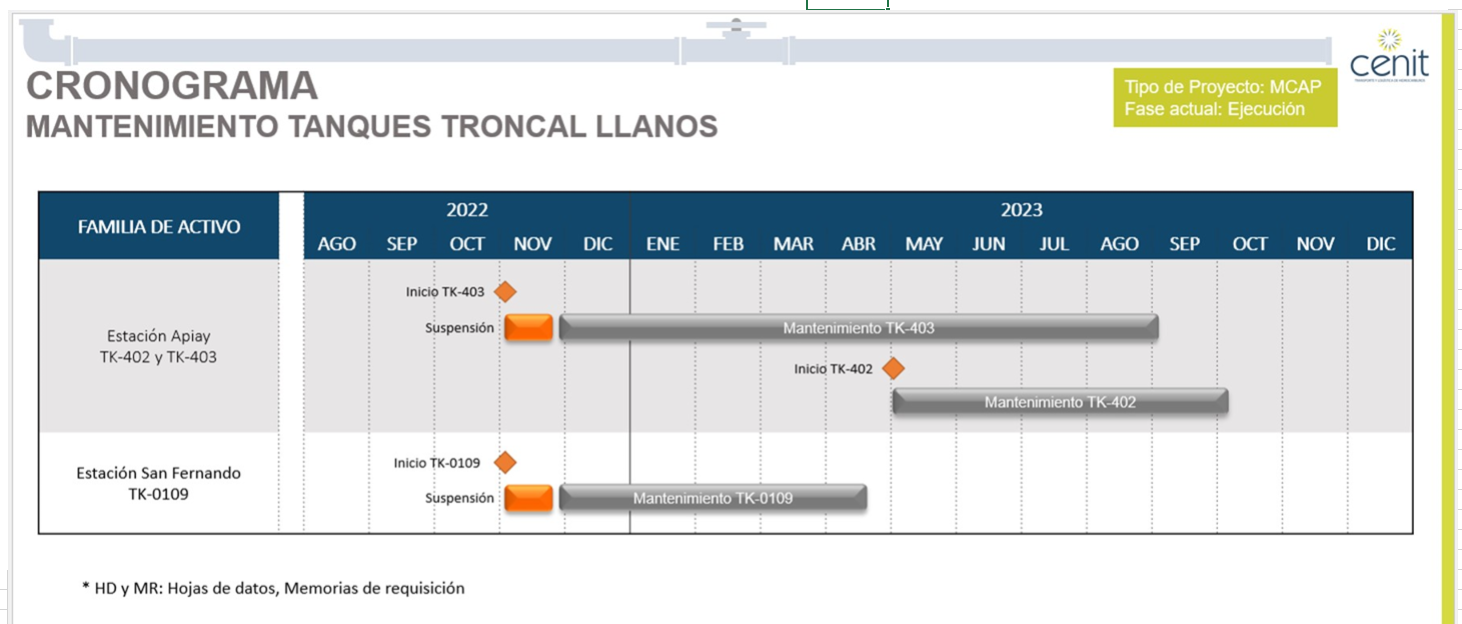 cenit
CRONOGRAMA
MANTENIMIENTO TANQUES TRONCAL LLANOS
Tipo de Proyecto: MCAP
Fase actual: Ejecución
FAMILIA DE ACTIVO
2022
2023
AGO SEP OCT NOV DIC ENE FEB MAR ABR MAY JUN JUL AGO SEP OCT NOV DIC
Estación Apiay
TK-402 y TK-403
Inicio TK-403
Suspensión
Mantenimiento TK-403
Inicio TK-402
Mantenimiento TK-402
Estación San Fernando
TK-0109
Inicio TK-0109
Suspensión
Mantenimiento TK-0109
* HD y MR: Hojas de datos, Memorias de requisición